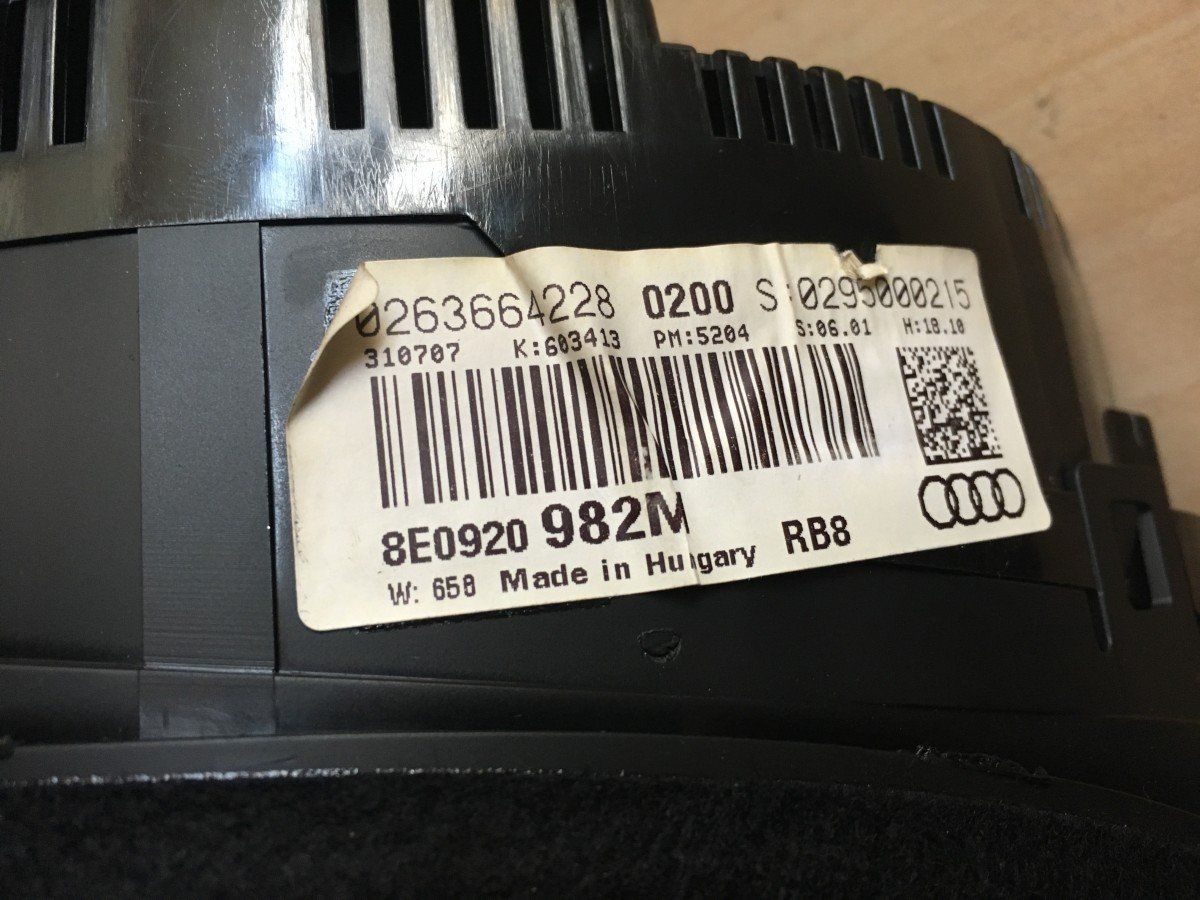 0263664228 0200 S:0295000215
310707 K:603413 PM:5204 S:06.01 H:18.10
8E0920 982M RB8
W: 658 Made in Hungary